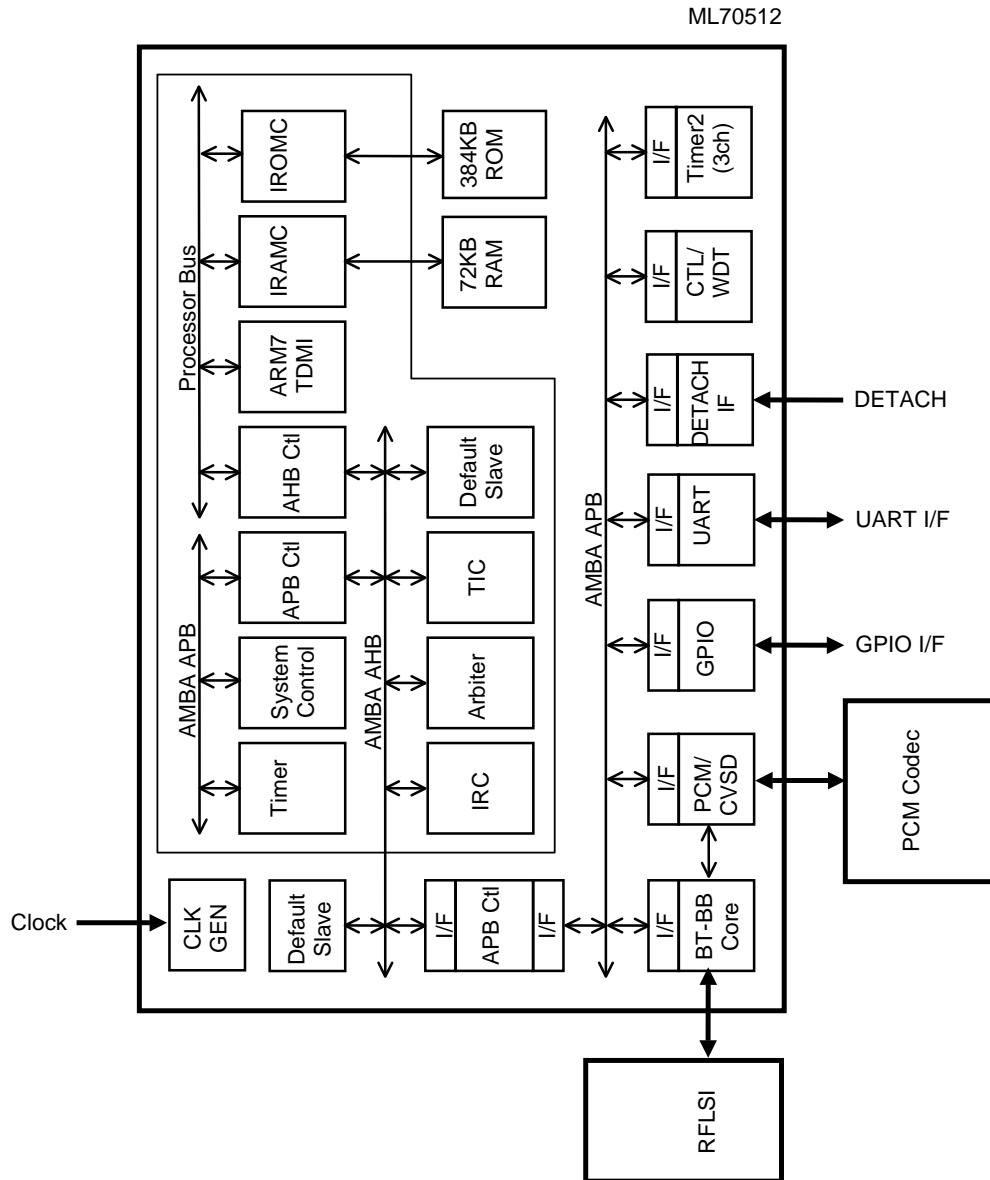 ML70512
Processor Bus
IROMC
384KB
ROM
IRAMC
72KB
RAM
ARM7
TDMI
AHB Ctl
Default
Slave
AMBA APB
APB Ctl
TIC
System
Control
Arbiter
Timer
IRC
AMBA AHB
AMBA APB
I/F
Timer2
(3ch)
I/F
CTL/
WDT
I/F
DETACH
IF
DETACH
I/F
UART
UART I/F
I/F
GPIO
GPIO I/F
I/F
PCM/
CVSD
PCM Codec
Clock
CLK
GEN
Default
Slave
I/F
APB Ctl
I/F
I/F
BT-BB
Core
RFLSI